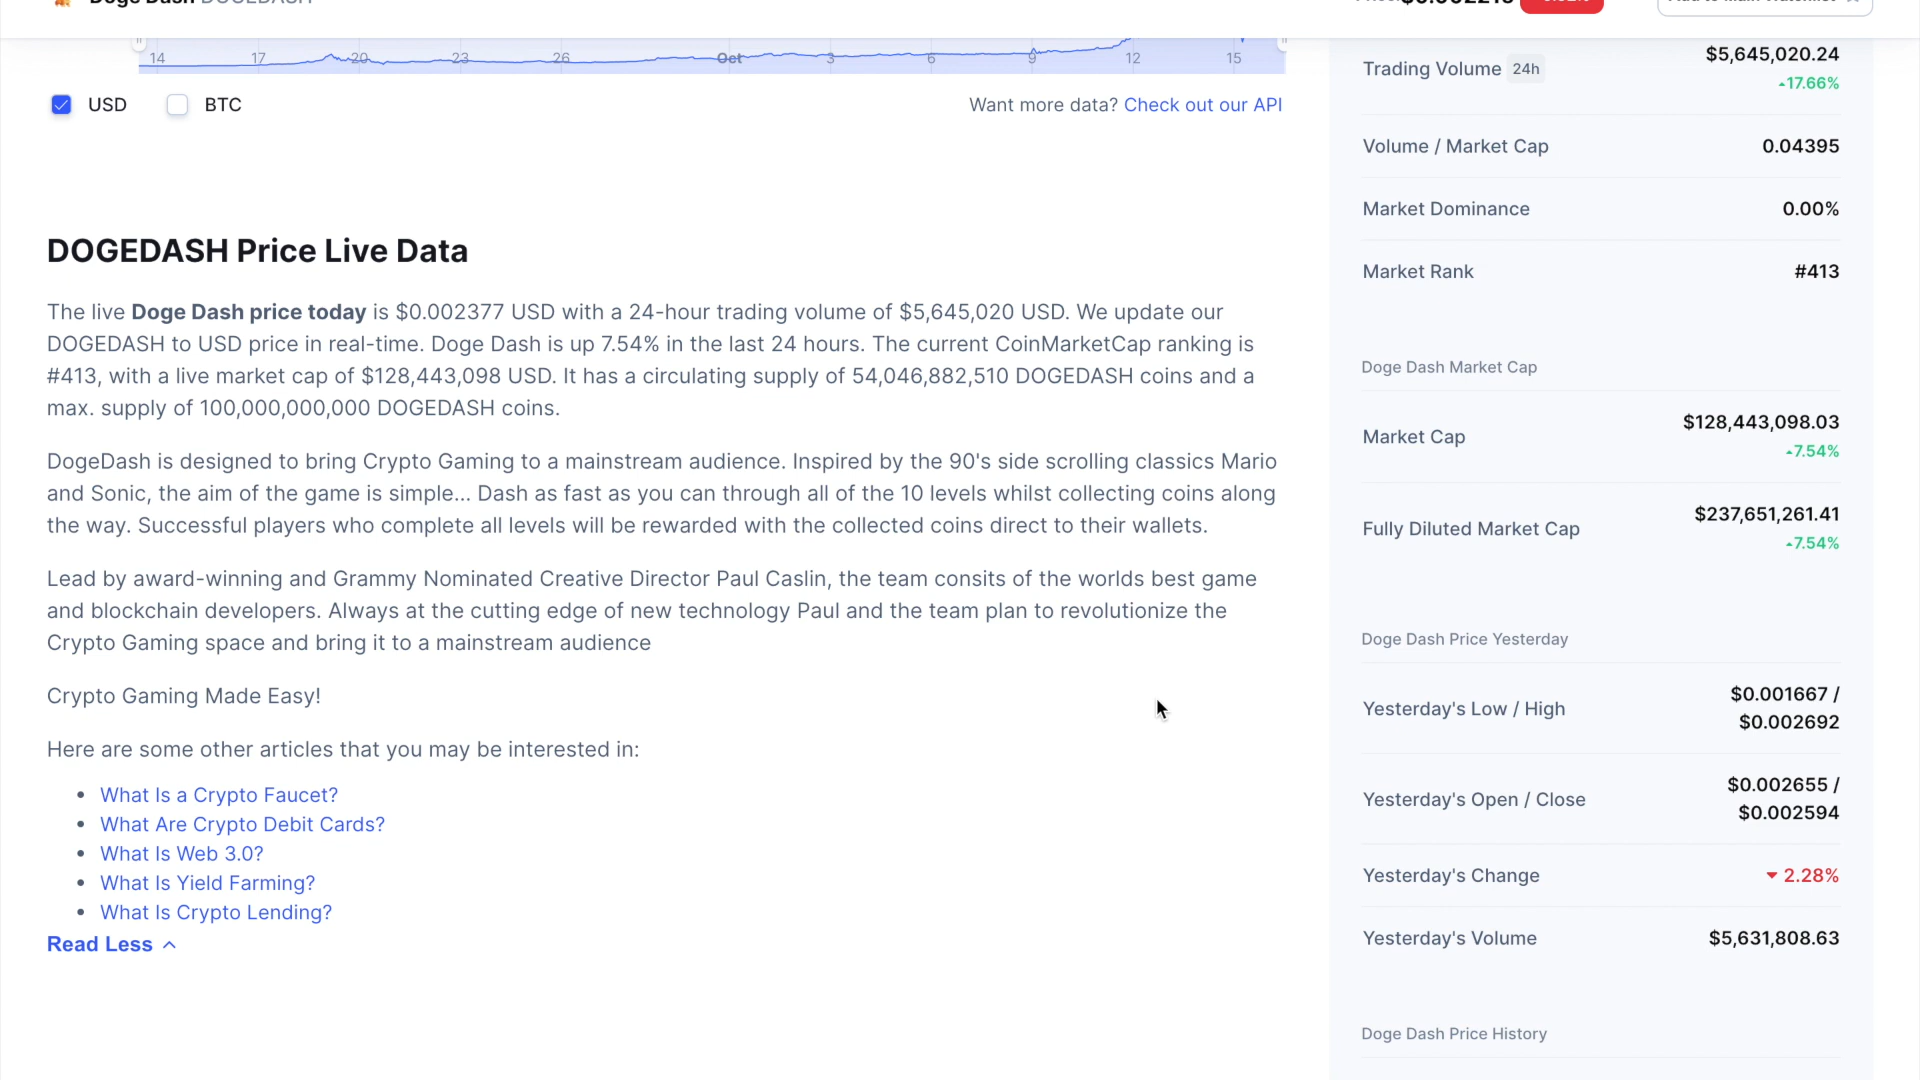 Doge Dash DOGEDASH
$0.002218
14 17 20 23 26 Oct 3 6 9 12 15
USD BTC
Want more data? Check out our API
DOGEDASH Price Live Data
The live Doge Dash price today is $0.002377 USD with a 24-hour trading volume of $5,645,020 USD. We update our
DOGEDASH to USD price in real-time. Doge Dash is up 7.54% in the last 24 hours. The current CoinMarketCap ranking is
#413, with a live market cap of $128,443,098 USD. It has a circulating supply of 54,046,882,510 DOGEDASH coins and a
max. supply of 100,000,000,000 DOGEDASH coins.
DogeDash is designed to bring Crypto Gaming to a mainstream audience. Inspired by the 90's side scrolling classics Mario
and Sonic, the aim of the game is simple... Dash as fast as you can through all of the 10 levels whilst collecting coins along
the way. Successful players who complete all levels will be rewarded with the collected coins direct to their wallets.
Lead by award-winning and Grammy Nominated Creative Director Paul Caslin, the team consits of the worlds best game
and blockchain developers. Always at the cutting edge of new technology Paul and the team plan to revolutionize the
Crypto Gaming space and bring it to a mainstream audience
Crypto Gaming Made Easy!
Here are some other articles that you may be interested in:
• What Is a Crypto Faucet?
• What Are Crypto Debit Cards?
• What Is Web 3.0?
• What Is Yield Farming?
• What Is Crypto Lending?
Read Less
Trading Volume 24h
$5,645,020.24
17.66%
Volume / Market Cap
0.04395
Market Dominance
0.00%
Market Rank
#413
Doge Dash Market Cap
Market Cap
$128,443,098.03
7.54%
Fully Diluted Market Cap
$237,651,261.41
7.54%
Doge Dash Price Yesterday
Yesterday's Low / High
$0.001667 /
$0.002692
Yesterday's Open / Close
$0.002655 /
$0.002594
Yesterday's Change
2.28%
Yesterday's Volume
$5,631,808.63
Doge Dash Price History